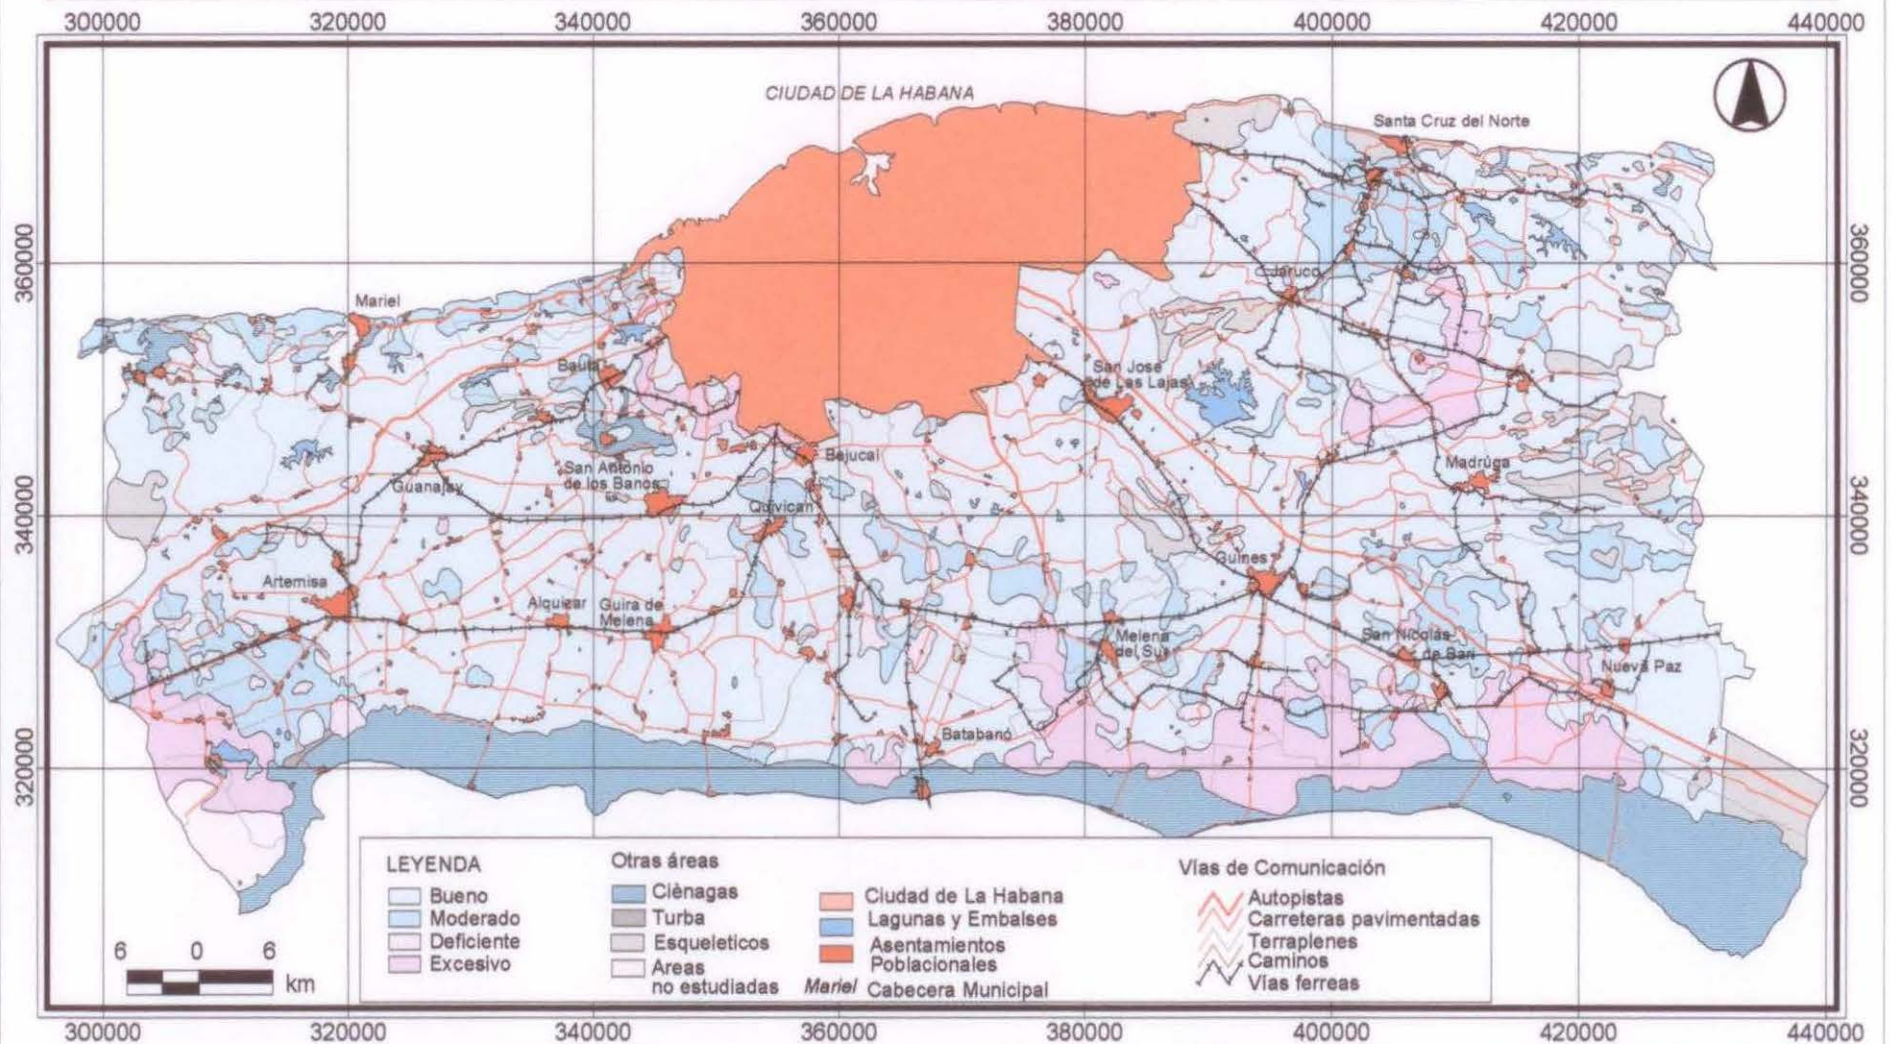 300000 320000 340000 360000 380000 400000 420000 440000
CIUDAD DE LA HABANA
Santa Cruz del Norte
360000
360000
Jaruco
Mariel
Bauta
San José
de Las Lajas
Bejucal
Madruga
San Antonio
de los Banos
Guanajay
Quivican
340000
340000
Guines
Artemisa
Alquizar
Guira de
Melena
Melena
del Sur
San Nicolás
de Bari
Nueva Paz
Batabanó
320000
320000
LEYENDA
Bueno
Moderado
Deficiente
Excesivo
Otras áreas
Ciènagas
Turba
Esqueleticos
Areas
no estudiadas
Ciudad de La Habana
Lagunas y Embalses
Asentamientos
Poblacionales
Mariel Cabecera Municipal
Vías de Comunicación
Autopistas
Carreteras pavimentadas
Terraplenes
Caminos
Vías ferreas
6 0 6
km
300000 320000 340000 360000 380000 400000 420000 440000